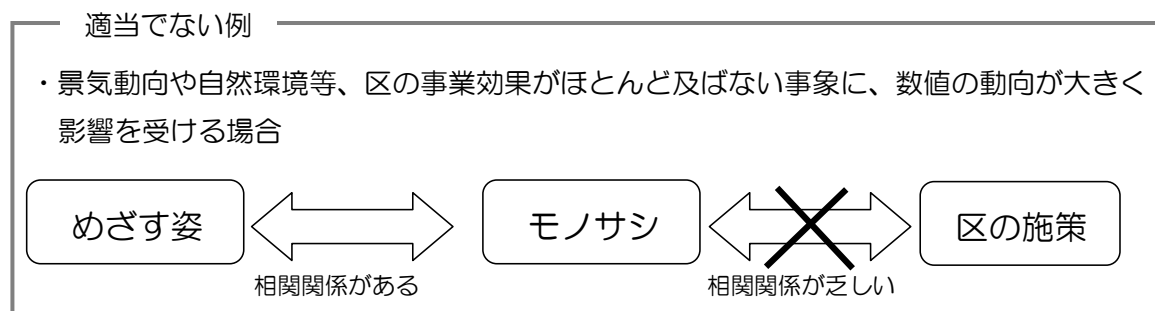 適当でない例
・景気動向や自然環境等、区の事業効果がほとんど及ばない事象に、数値の動向が大きく
影響を受ける場合
めざす姿
モノサシ
区の施策
相関関係がある
相関関係が乏しい